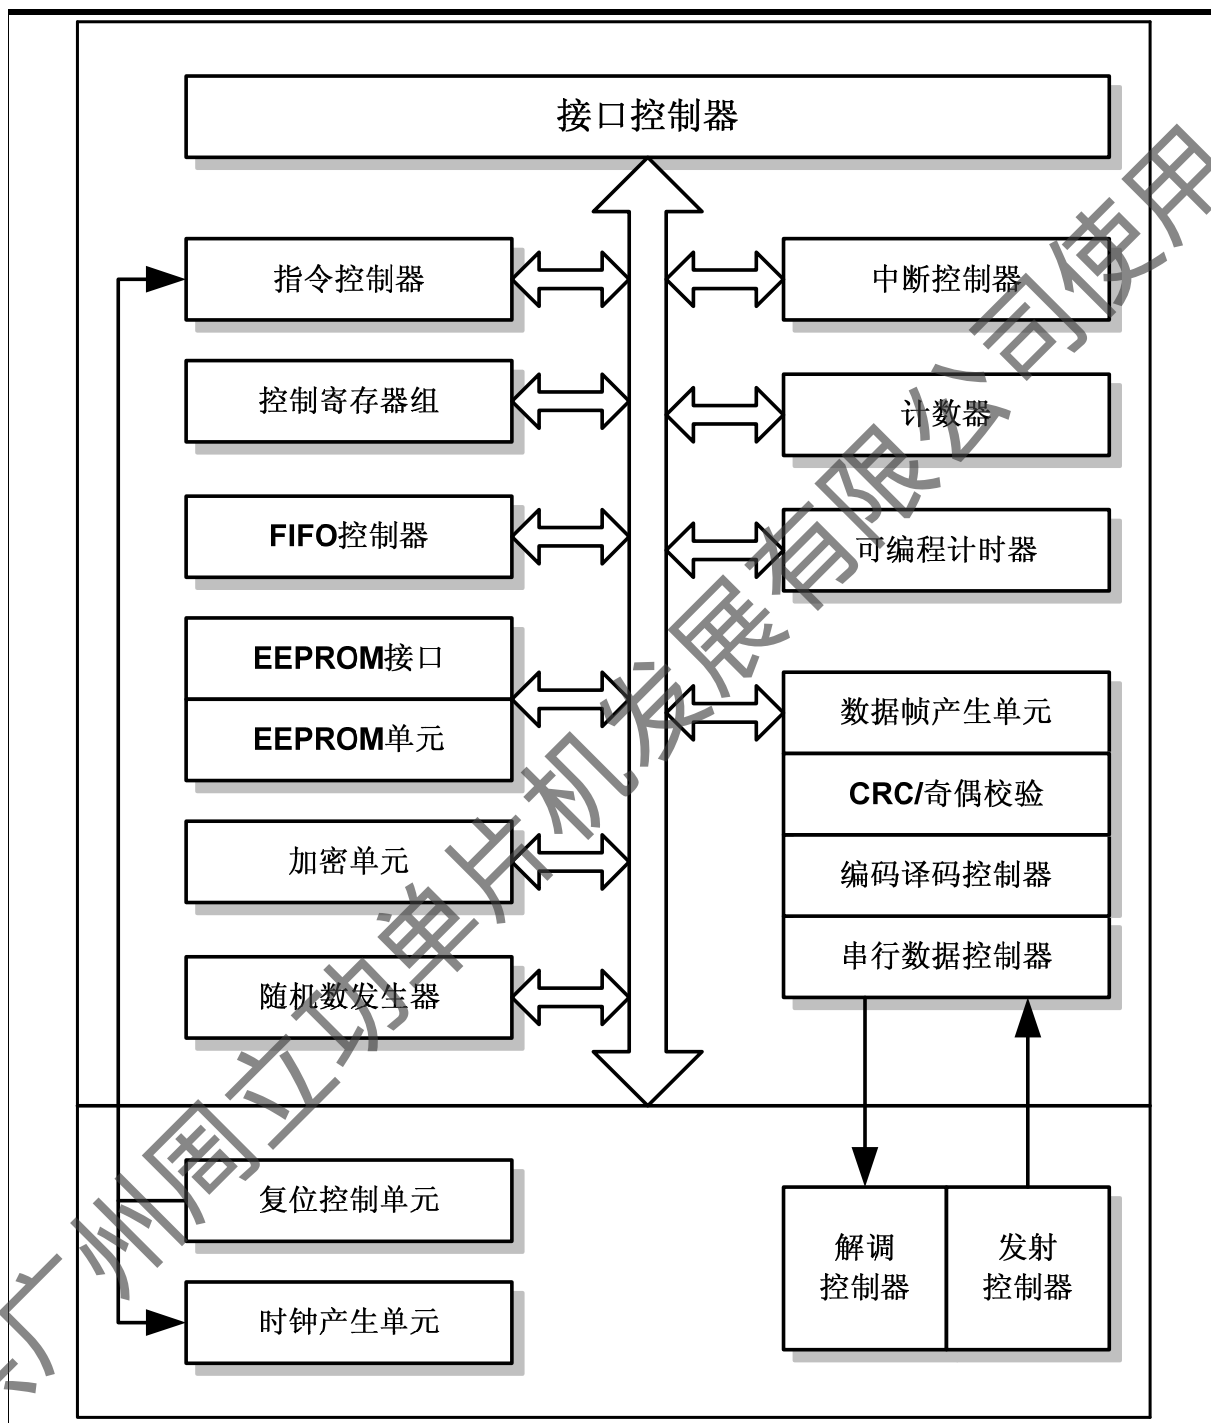 接口控制器
指令控制器
中断控制器
控制寄存器组
计数器
FIFO控制器
可编程计时器
EEPROM接口
EEPROM单元
数据帧产生单元
CRC/奇偶校验
加密单元
编码译码控制器
串行数据控制器
随机数发生器
复位控制单元
时钟产生单元
解调
控制器
发射
控制器
广州周立功单片机发展有限公司使用